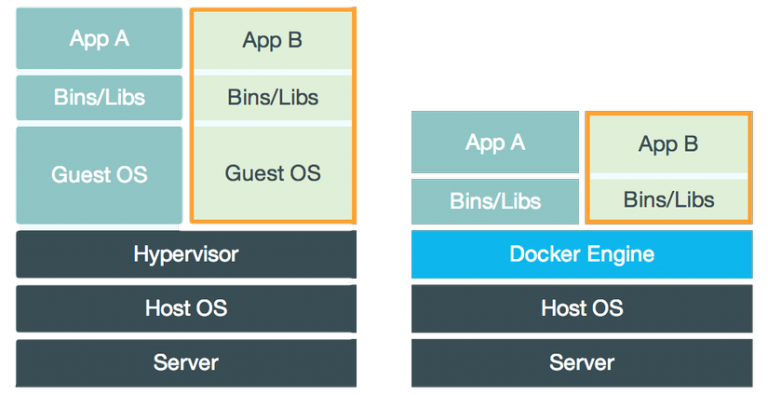 App A
App B
Bins/Libs
Bins/Libs
Guest OS
Guest OS
Hypervisor
Host OS
Server
App A
App B
Bins/Libs
Bins/Libs
Docker Engine
Host OS
Server